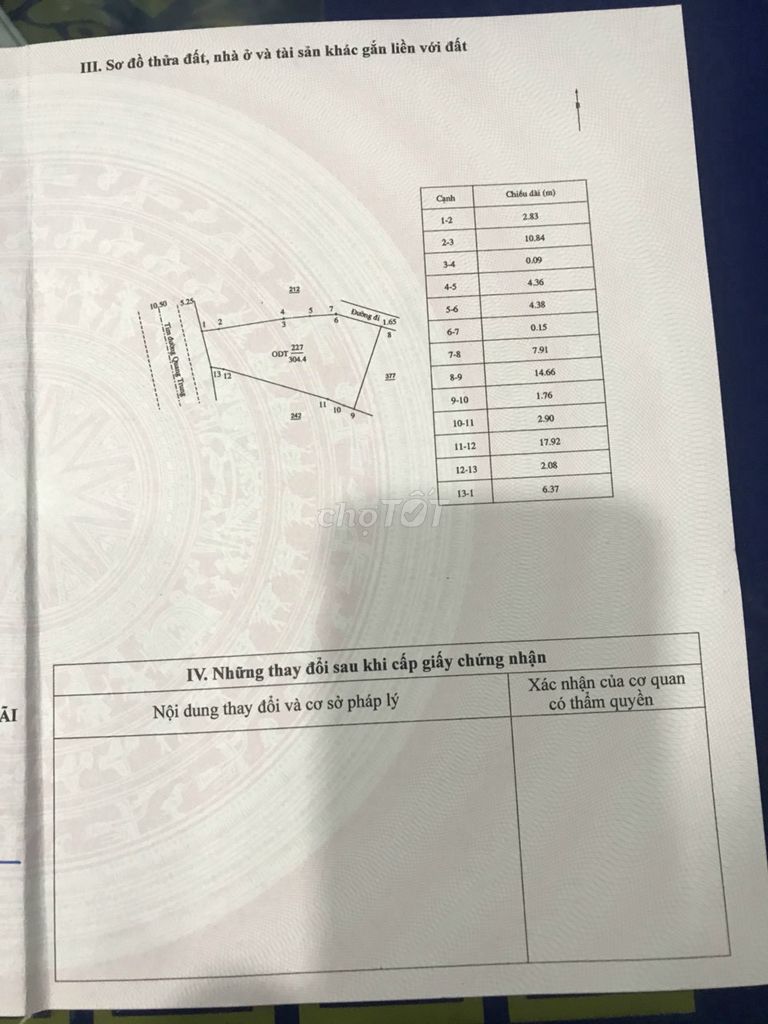 III. Sơ đồ thửa đất, nhà ở và tài sản khác gắn liền với đất
212
10.50 5.25
Tim đường Quang Trung
1 2 4 3 5 7 6
Đường đi 1.65
8
ODT 227
304.4
377
13 12
11 10 9
242
Cạnh Chiều dài (m)
1-2 2.83
2-3 10.84
3-4 0.09
4-5 4.36
5-6 4.38
6-7 0.15
7-8 7.91
8-9 14.66
9-10 1.76
10-11 2.90
11-12 17.92
12-13 2.08
13-1 6.37
chợTỐT
IV. Những thay đổi sau khi cấp giấy chứng nhận
Nội dung thay đổi và cơ sở pháp lý
Xác nhận của cơ quan
có thẩm quyền
ÃI